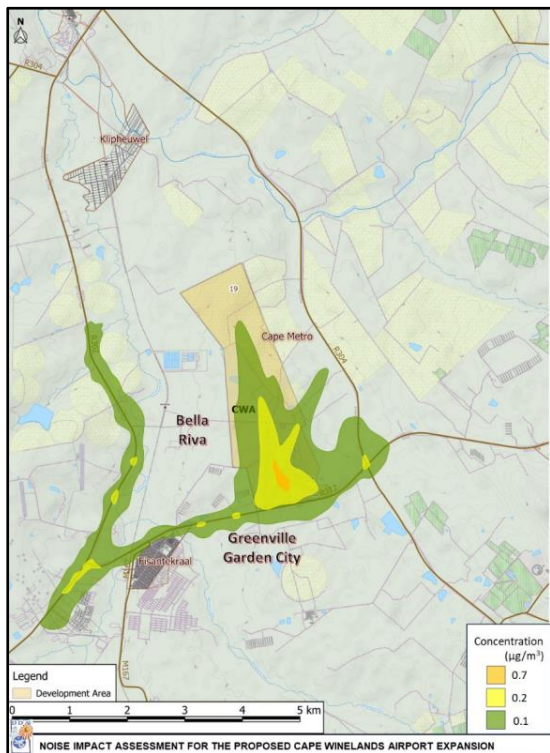 N
R304
Klipheuwel
19
Cape Metro
R304
CWA
Bella
Riva
R312
Greenville
Garden City
Fisantekraal
M167
Concentration
(µg/m³)
0.7
0.2
0.1
Legend
Development Area
0 1 2 3 4 5 km
NOISE IMPACT ASSESSMENT FOR THE PROPOSED CAPE WINELANDS AIRPORT EXPANSION